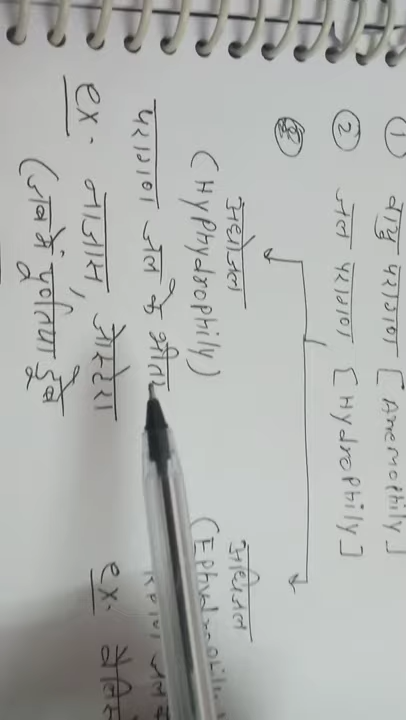 ① वायु परागण [Anemophily]
② जल परागण [Hydrophily]
अधोजल
(Hyphydrophily)
परागण जल के भीतर
ex. नाजास, जोस्टेरा
(जल में पूर्णतया डूबे
अधिजल
(Ephydrophily
ex.